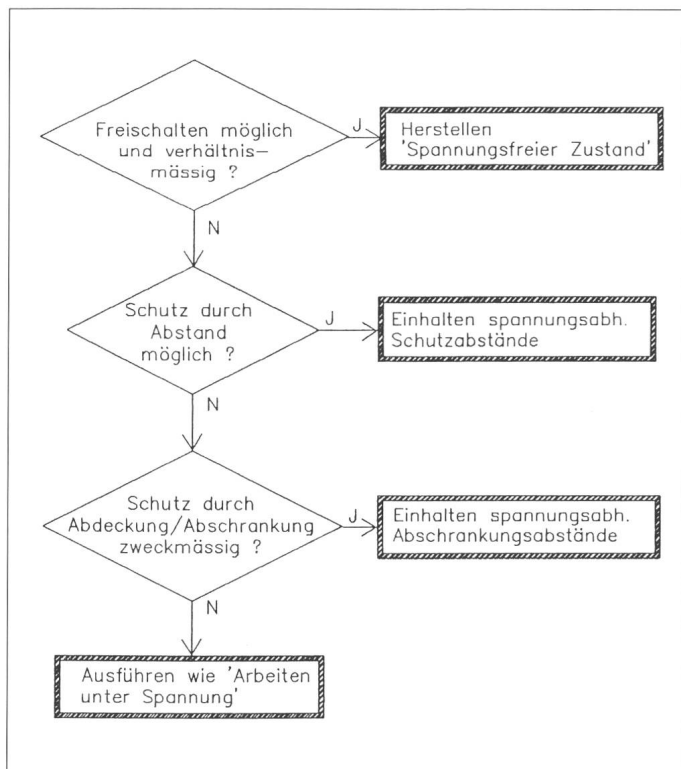 Freischalten möglich
und verhältnis–
mässig ?
J
Herstellen
'Spannungsfreier Zustand'
N
Schutz durch
Abstand
möglich ?
J
Einhalten spannungsabh.
Schutzabstände
N
Schutz durch
Abdeckung/Abschrankung
zweckmässig ?
J
Einhalten spannungsabh.
Abschrankungsabstände
N
Ausführen wie 'Arbeiten
unter Spannung'